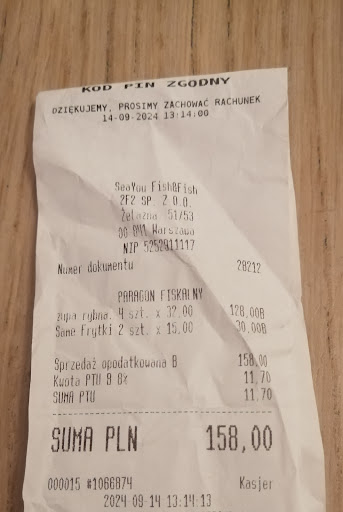 KOD PIN ZGODNY
DZIĘKUJEMY, PROSIMY ZACHOWAĆ RACHUNEK
14-09-2024 13:14:00
SeaYou Fish&Fish
2F2 SP. Z O.O.
Żelazna 51/53
00 841 Warszawa
NIP 5252811117
Numer dokumentu 28212
PARAGON FISKALNY
zupa rybna 4 szt. x 32,00 128,00B
Same Frytki 2 szt x 15,00 30,00B
Sprzedaż opodatkowana B 158,00
Kwota PTU B 8% 11,70
SUMA PTU 11,70
SUMA PLN 158,00
000015 #1066874 Kasjer
2024-09-14 13:14:13